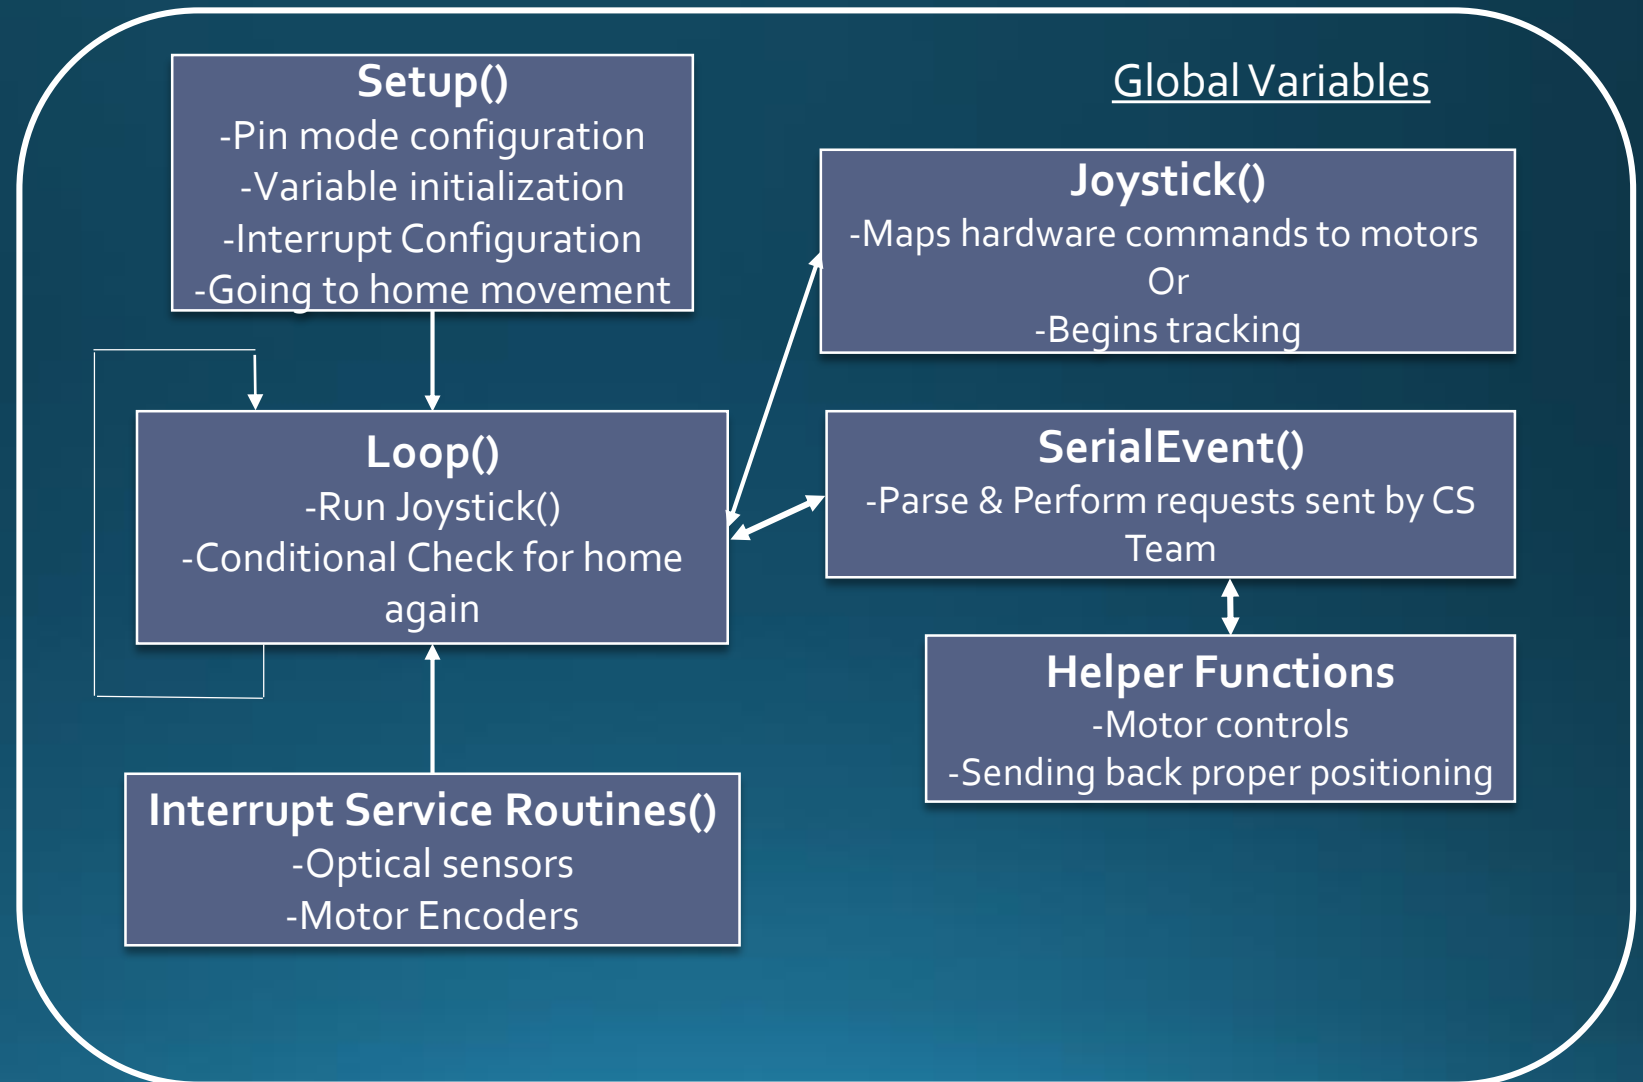 Setup()
-Pin mode configuration
-Variable initialization
-Interrupt Configuration
-Going to home movement
Global Variables
Joystick()
-Maps hardware commands to motors
Or
-Begins tracking
Loop()
-Run Joystick()
-Conditional Check for home
again
SerialEvent()
-Parse & Perform requests sent by CS
Team
Helper Functions
-Motor controls
-Sending back proper positioning
Interrupt Service Routines()
-Optical sensors
-Motor Encoders